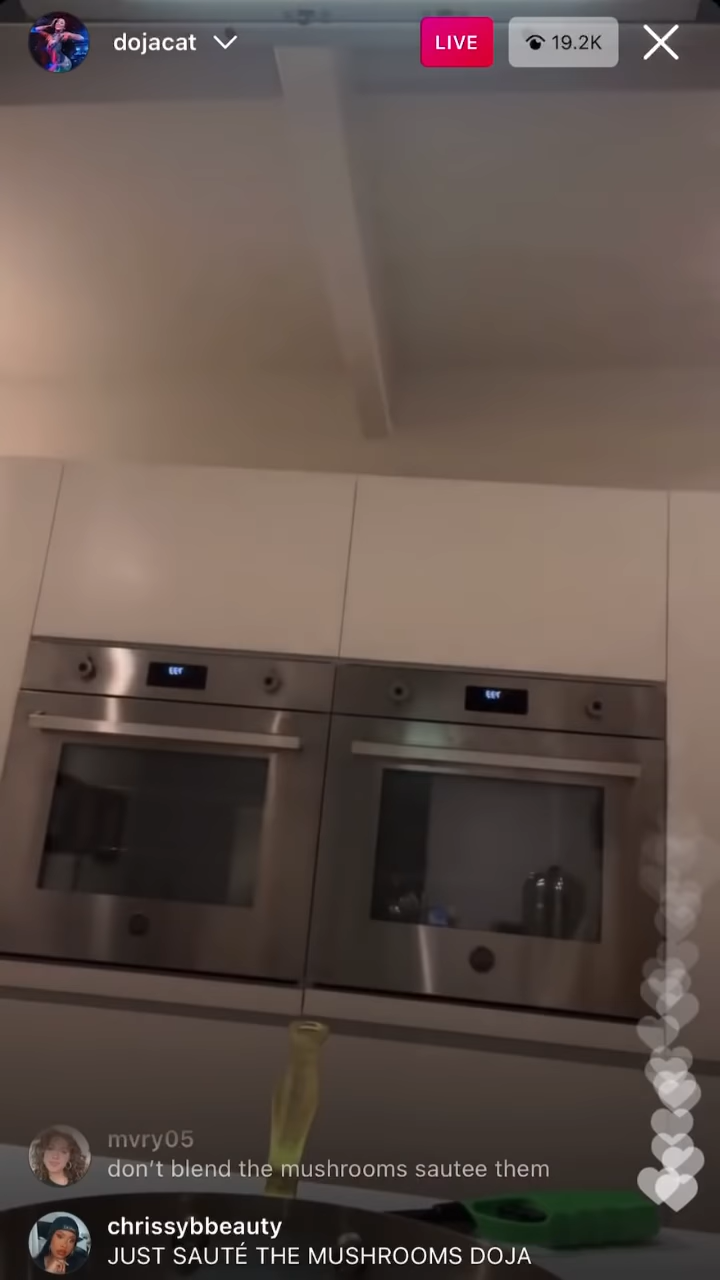 dojacat
LIVE
19.2K
mvry05
don't blend the mushrooms sautee them
chrissybbeauty
JUST SAUTÉ THE MUSHROOMS DOJA